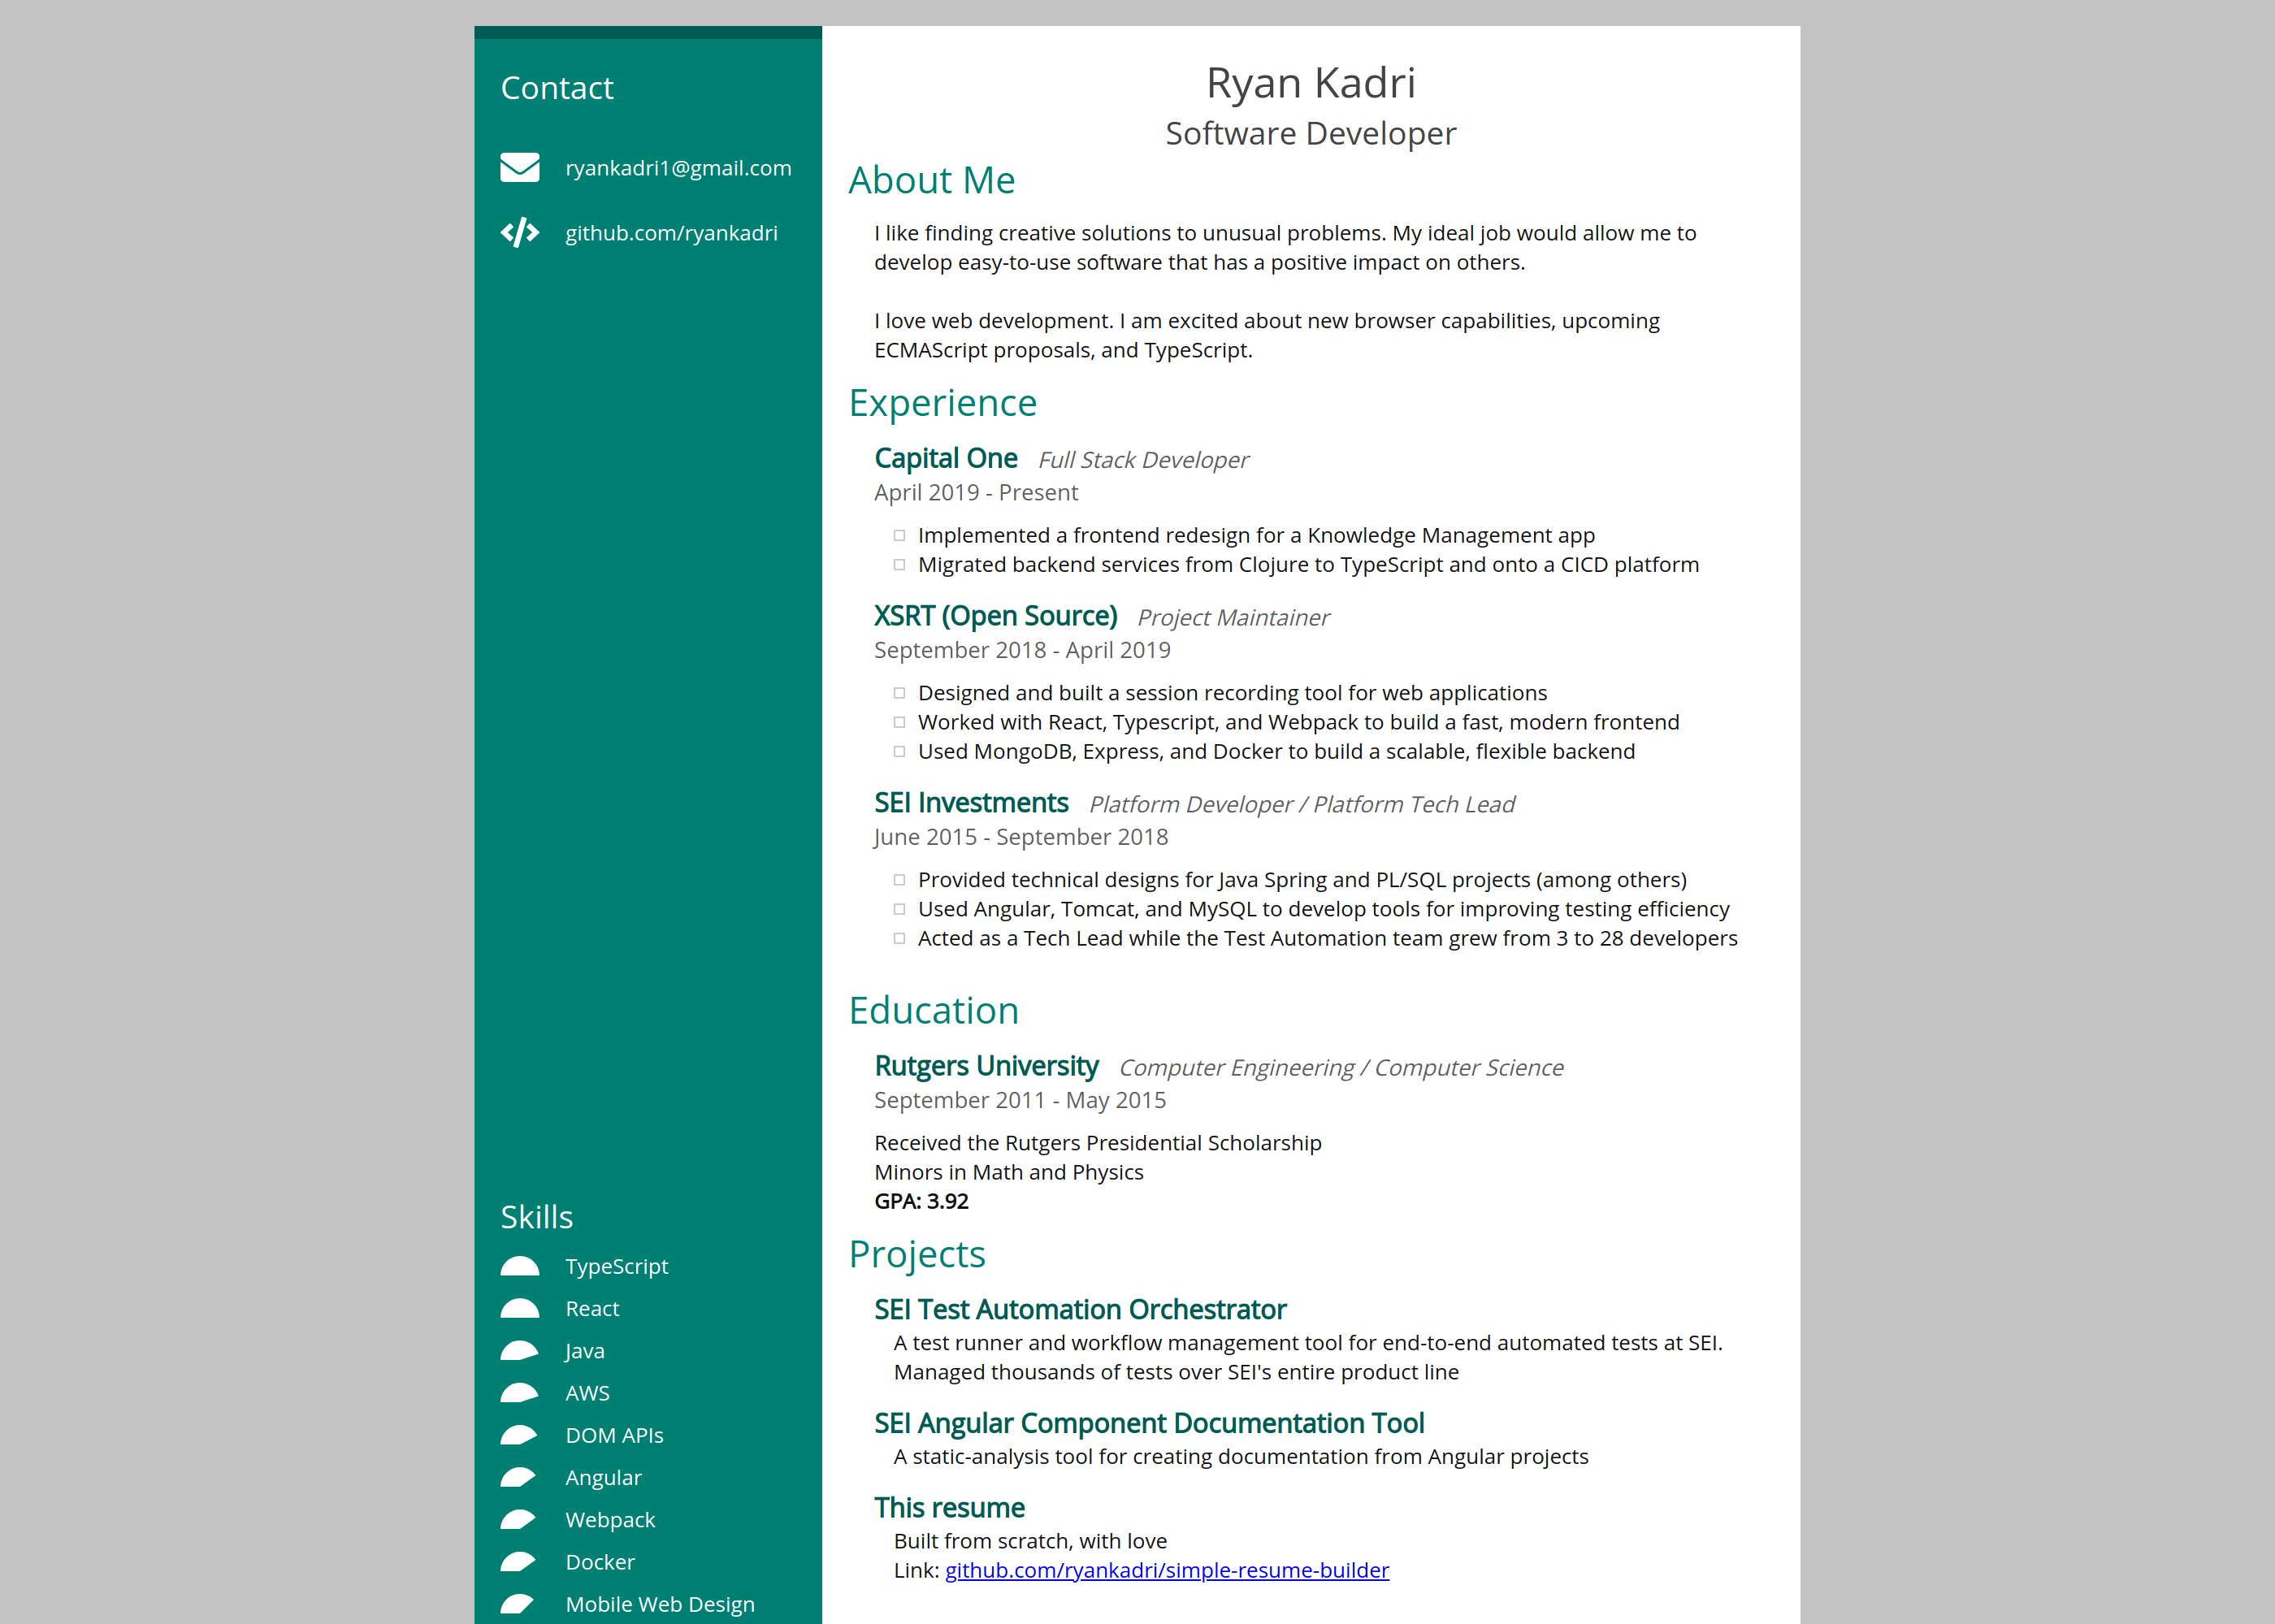 Contact
ryankadri1@gmail.com
github.com/ryankadri
Skills
TypeScript
React
Java
AWS
DOM APIs
Angular
Webpack
Docker
Mobile Web Design
Ryan Kadri
Software Developer
About Me
I like finding creative solutions to unusual problems. My ideal job would allow me to
develop easy-to-use software that has a positive impact on others.
I love web development. I am excited about new browser capabilities, upcoming
ECMAScript proposals, and TypeScript.
Experience
Capital One Full Stack Developer
April 2019 - Present
Implemented a frontend redesign for a Knowledge Management app
Migrated backend services from Clojure to TypeScript and onto a CICD platform
XSRT (Open Source) Project Maintainer
September 2018 - April 2019
Designed and built a session recording tool for web applications
Worked with React, Typescript, and Webpack to build a fast, modern frontend
Used MongoDB, Express, and Docker to build a scalable, flexible backend
SEI Investments Platform Developer / Platform Tech Lead
June 2015 - September 2018
Provided technical designs for Java Spring and PL/SQL projects (among others)
Used Angular, Tomcat, and MySQL to develop tools for improving testing efficiency
Acted as a Tech Lead while the Test Automation team grew from 3 to 28 developers
Education
Rutgers University Computer Engineering / Computer Science
September 2011 - May 2015
Received the Rutgers Presidential Scholarship
Minors in Math and Physics
GPA: 3.92
Projects
SEI Test Automation Orchestrator
A test runner and workflow management tool for end-to-end automated tests at SEI.
Managed thousands of tests over SEI's entire product line
SEI Angular Component Documentation Tool
A static-analysis tool for creating documentation from Angular projects
This resume
Built from scratch, with love
Link: github.com/ryankadri/simple-resume-builder